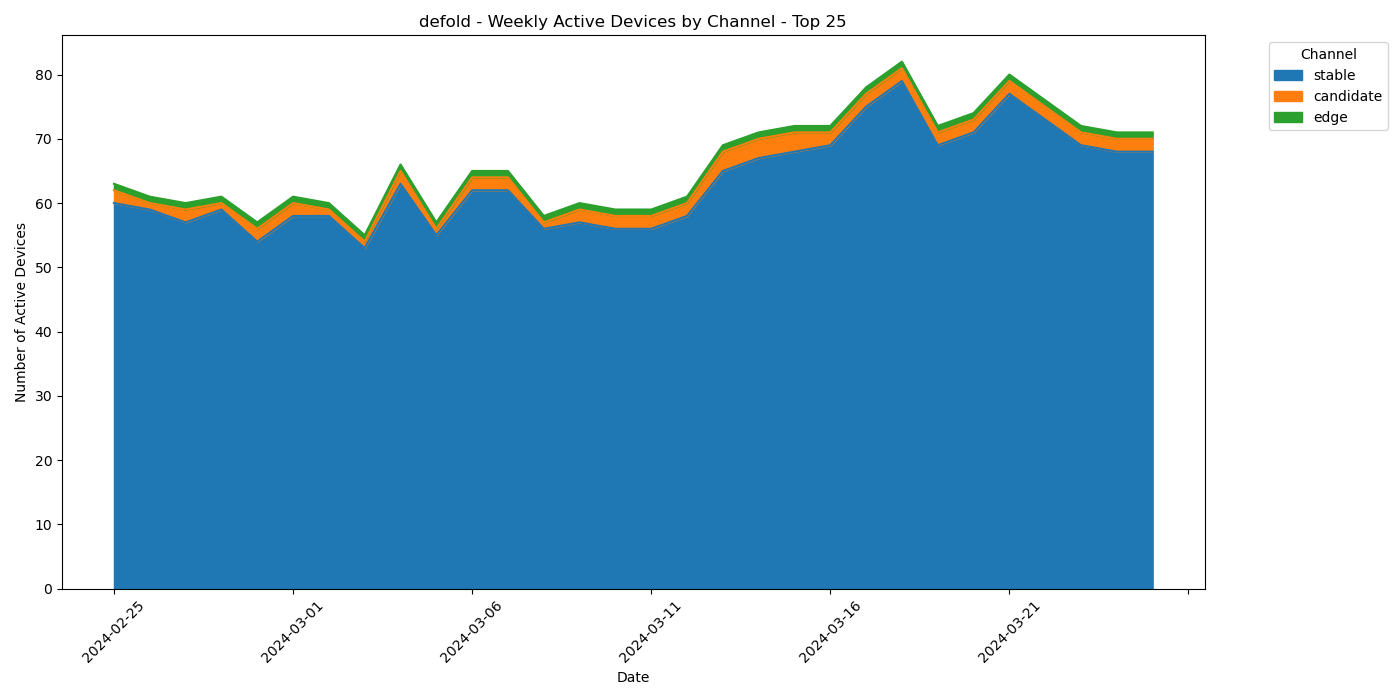 defold - Weekly Active Devices by Channel - Top 25
Channel
stable
candidate
edge
Number of Active Devices
80
70
60
50
40
30
20
10
0
2024-02-25
2024-03-01
2024-03-06
2024-03-11
2024-03-16
2024-03-21
Date